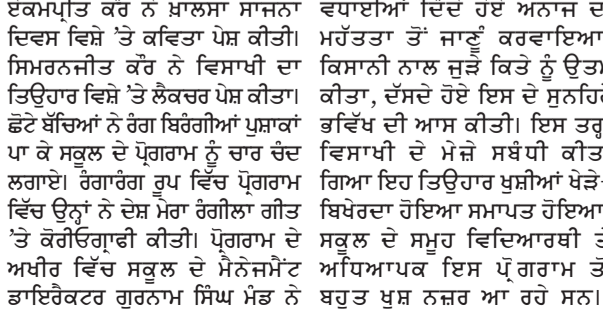 ਏਕਮਪ੍ਰੀਤ ਕੌਰ ਨੇ ਖ਼ਾਲਸਾ ਸਾਜਨਾ
ਦਿਵਸ ਵਿਸ਼ੇ ’ਤੇ ਕਵਿਤਾ ਪੇਸ਼ ਕੀਤੀ।
ਸਿਮਰਨਜੀਤ ਕੌਰ ਨੇ ਵਿਸਾਖੀ ਦਾ
ਤਿਉਹਾਰ ਵਿਸ਼ੇ ’ਤੇ ਲੈਕਚਰ ਪੇਸ਼ ਕੀਤਾ।
ਛੋਟੇ ਬੱਚਿਆਂ ਨੇ ਰੰਗ ਬਿਰੰਗੀਆਂ ਪੁਸ਼ਾਕਾਂ
ਪਾ ਕੇ ਸਕੂਲ ਦੇ ਪ੍ਰੋਗਰਾਮ ਨੂੰ ਚਾਰ ਚੰਦ
ਲਗਾਏ। ਰੰਗਾਰੰਗ ਰੂਪ ਵਿੱਚ ਪ੍ਰੋਗਰਾਮ
ਵਿੱਚ ਉਨ੍ਹਾਂ ਨੇ ਦੇਸ਼ ਮੇਰਾ ਰੰਗੀਲਾ ਗੀਤ
’ਤੇ ਕੋਰੀਓਗ੍ਰਾਫੀ ਕੀਤੀ। ਪ੍ਰੋਗਰਾਮ ਦੇ
ਅਖੀਰ ਵਿੱਚ ਸਕੂਲ ਦੇ ਮੈਨੇਜਮੈਂਟ
ਡਾਇਰੈਕਟਰ ਗੁਰਨਾਮ ਸਿੰਘ ਮੰਡ ਨੇ
ਵਧਾਈਆਂ ਦਿੰਦੇ ਹੋਏ ਅਨਾਜ ਦ
ਮਹੱਤਤਾ ਤੋਂ ਜਾਣੂੰ ਕਰਵਾਇਆ
ਕਿਸਾਨੀ ਨਾਲ ਜੁੜੇ ਕਿਤੇ ਨੂੰ ਉਤਮ
ਕੀਤਾ, ਦੱਸਦੇ ਹੋਏ ਇਸ ਦੇ ਸੁਨਹਿਰੇ
ਭਵਿੱਖ ਦੀ ਆਸ ਕੀਤੀ। ਇਸ ਤਰ੍ਹ
ਵਿਸਾਖੀ ਦੇ ਮੇਜ਼ੇ ਸਬੰਧੀ ਕੀਤ
ਗਿਆ ਇਹ ਤਿਉਹਾਰ ਖੁਸ਼ੀਆਂ ਖੇੜੇ-
ਬਿਖੇਰਦਾ ਹੋਇਆ ਸਮਾਪਤ ਹੋਇਆ
ਸਕੂਲ ਦੇ ਸਮੂਹ ਵਿਦਿਆਰਥੀ ਤੇ
ਅਧਿਆਪਕ ਇਸ ਪ੍ਰੋਗਰਾਮ ਤੋ
ਬਹੁਤ ਖੁਸ਼ ਨਜ਼ਰ ਆ ਰਹੇ ਸਨ।